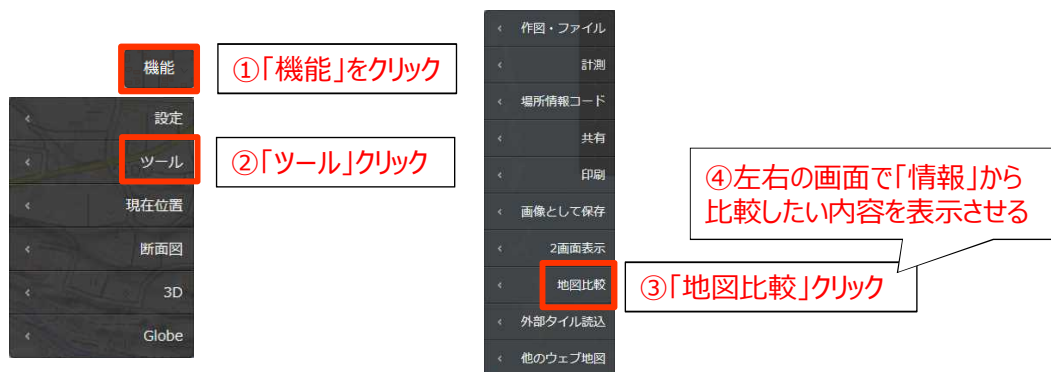 機能
①「機能」をクリック
設定
ツール
②「ツール」クリック
現在位置
断面図
3D
Globe
作図・ファイル
計測
場所情報コード
共有
印刷
画像として保存
2画面表示
地図比較
外部タイル読込
他のウェブ地図
④左右の画面で「情報」から
比較したい内容を表示させる
③「地図比較」クリック